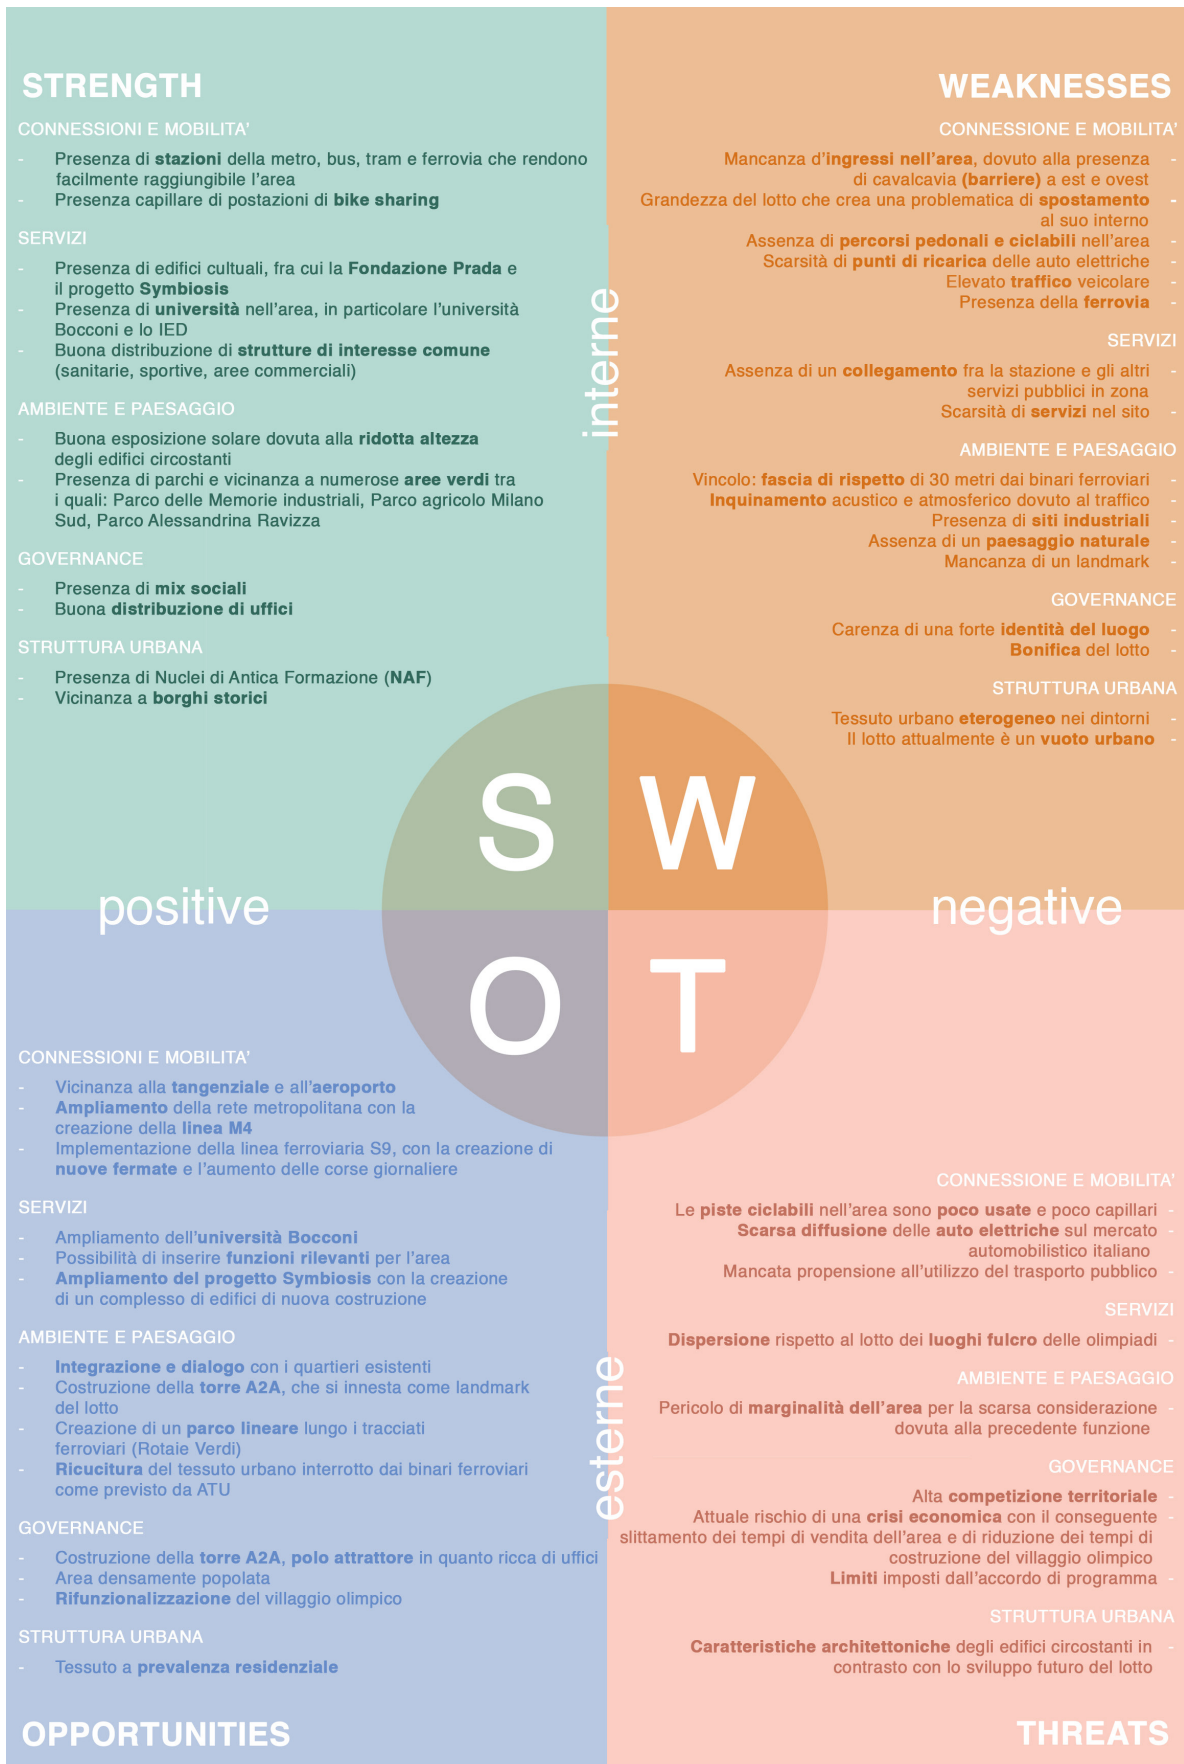 STRENGTH
CONNESSIONI E MOBILITA'
- Presenza di stazioni della metro, bus, tram e ferrovia che rendono
facilmente raggiungibile l'area
- Presenza capillare di postazioni di bike sharing
SERVIZI
- Presenza di edifici cultuali, fra cui la Fondazione Prada e
il progetto Symbiosis
- Presenza di università nell'area, in particolare l'università
Bocconi e lo IED
- Buona distribuzione di strutture di interesse comune
(sanitarie, sportive, aree commerciali)
AMBIENTE E PAESAGGIO
- Buona esposizione solare dovuta alla ridotta altezza
degli edifici circostanti
- Presenza di parchi e vicinanza a numerose aree verdi tra
i quali: Parco delle Memorie industriali, Parco agricolo Milano
Sud, Parco Alessandrina Ravizza
GOVERNANCE
- Presenza di mix sociali
- Buona distribuzione di uffici
STRUTTURA URBANA
- Presenza di Nuclei di Antica Formazione (NAF)
- Vicinanza a borghi storici
WEAKNESSES
CONNESSIONE E MOBILITA'
Mancanza d'ingressi nell'area, dovuto alla presenza -
di cavalcavia (barriere) a est e ovest
Grandezza del lotto che crea una problematica di spostamento -
al suo interno
Assenza di percorsi pedonali e ciclabili nell'area -
Scarsità di punti di ricarica delle auto elettriche -
Elevato traffico veicolare -
Presenza della ferrovia -
SERVIZI
Assenza di un collegamento fra la stazione e gli altri -
servizi pubblici in zona
Scarsità di servizi nel sito -
AMBIENTE E PAESAGGIO
Vincolo: fascia di rispetto di 30 metri dai binari ferroviari -
Inquinamento acustico e atmosferico dovuto al traffico -
Presenza di siti industriali -
Assenza di un paesaggio naturale -
Mancanza di un landmark -
GOVERNANCE
Carenza di una forte identità del luogo -
Bonifica del lotto -
STRUTTURA URBANA
Tessuto urbano eterogeneo nei dintorni -
Il lotto attualmente è un vuoto urbano -
interne
S W
positive
negative
O T
CONNESSIONI E MOBILITA'
- Vicinanza alla tangenziale e all'aeroporto
- Ampliamento della rete metropolitana con la
creazione della linea M4
- Implementazione della linea ferroviaria S9, con la creazione di
nuove fermate e l'aumento delle corse giornaliere
SERVIZI
- Ampliamento dell'università Bocconi
- Possibilità di inserire funzioni rilevanti per l'area
- Ampliamento del progetto Symbiosis con la creazione
di un complesso di edifici di nuova costruzione
AMBIENTE E PAESAGGIO
- Integrazione e dialogo con i quartieri esistenti
- Costruzione della torre A2A, che si innesta come landmark
del lotto
- Creazione di un parco lineare lungo i tracciati
ferroviari (Rotaie Verdi)
- Ricucitura del tessuto urbano interrotto dai binari ferroviari
come previsto da ATU
GOVERNANCE
- Costruzione della torre A2A, polo attrattore in quanto ricca di uffici
- Area densamente popolata
- Rifunzionalizzazione del villaggio olimpico
STRUTTURA URBANA
- Tessuto a prevalenza residenziale
OPPORTUNITIES
esterne
CONNESSIONE E MOBILITA'
Le piste ciclabili nell'area sono poco usate e poco capillari -
Scarsa diffusione delle auto elettriche sul mercato -
automobilistico italiano
Mancata propensione all'utilizzo del trasporto pubblico -
SERVIZI
Dispersione rispetto al lotto dei luoghi fulcro delle olimpiadi -
AMBIENTE E PAESAGGIO
Pericolo di marginalità dell'area per la scarsa considerazione -
dovuta alla precedente funzione
GOVERNANCE
Alta competizione territoriale -
Attuale rischio di una crisi economica con il conseguente -
slittamento dei tempi di vendita dell'area e di riduzione dei tempi di
costruzione del villaggio olimpico
Limiti imposti dall'accordo di programma -
STRUTTURA URBANA
Caratteristiche architettoniche degli edifici circostanti in -
contrasto con lo sviluppo futuro del lotto
THREATS